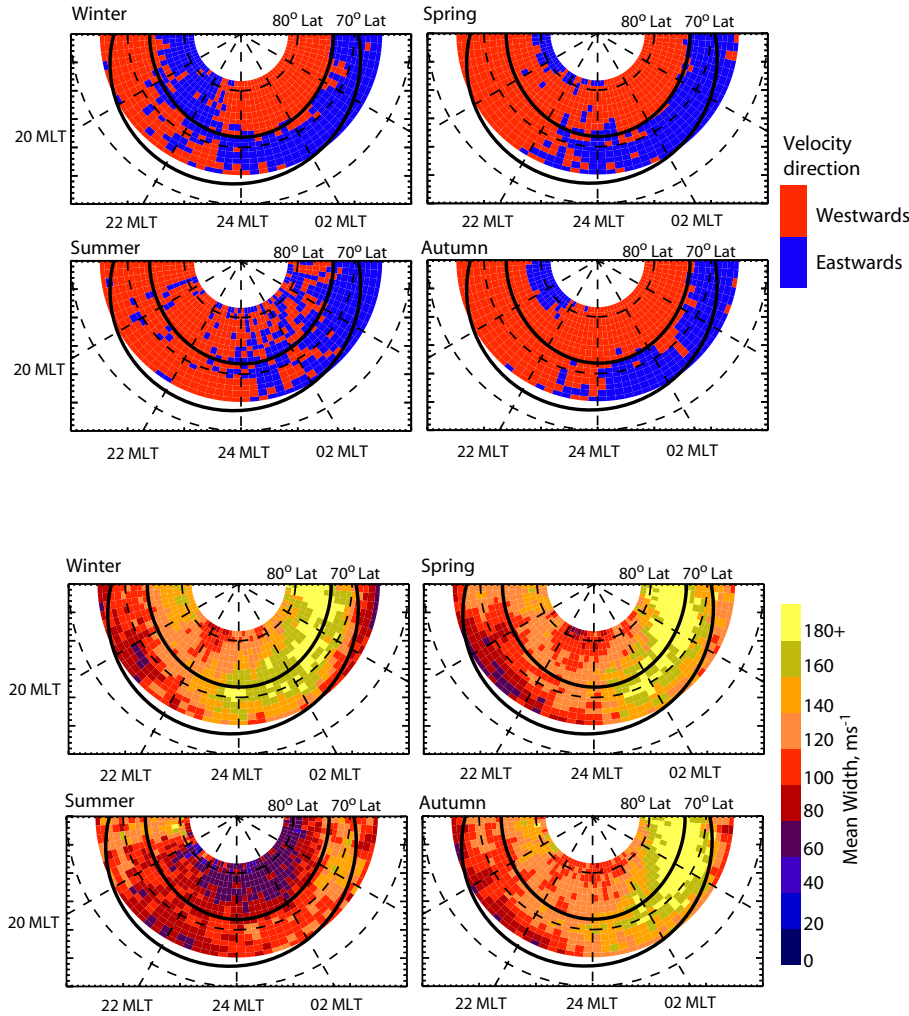 Winter
80° Lat 70° Lat
Spring
80° Lat 70° Lat
20 MLT
22 MLT
24 MLT
02 MLT
22 MLT
24 MLT
02 MLT
Velocity
direction
Westwards
Eastwards
Summer
80° Lat 70° Lat
Autumn
80° Lat 70° Lat
20 MLT
22 MLT
24 MLT
02 MLT
22 MLT
24 MLT
02 MLT
Winter
80° Lat 70° Lat
Spring
80° Lat 70° Lat
20 MLT
22 MLT
24 MLT
02 MLT
22 MLT
24 MLT
02 MLT
Summer
80° Lat 70° Lat
Autumn
80° Lat 70° Lat
20 MLT
22 MLT
24 MLT
02 MLT
22 MLT
24 MLT
02 MLT
180+
160
140
120
100
80
60
40
20
0
Mean Width, ms⁻¹